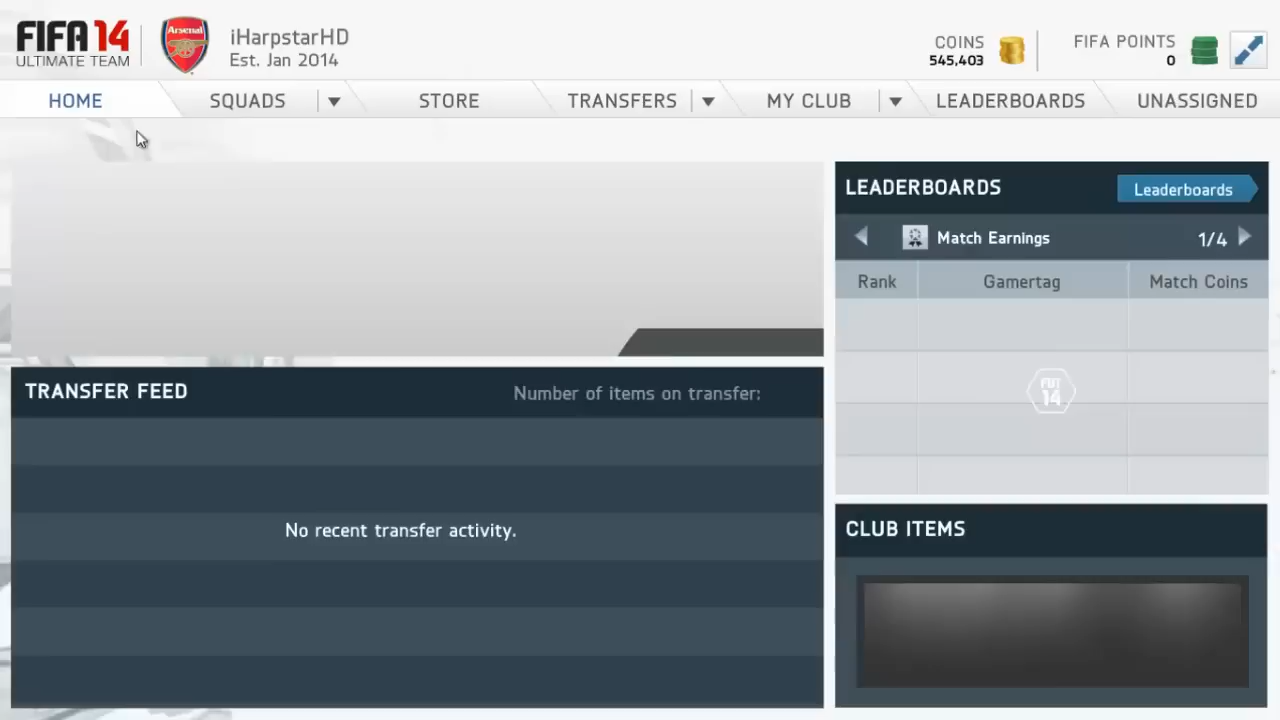 FIFA 14
ULTIMATE TEAM
Arsenal
iHarpstarHD
Est. Jan 2014
COINS
545,403
FIFA POINTS
0
HOME
SQUADS
STORE
TRANSFERS
MY CLUB
LEADERBOARDS
UNASSIGNED
LEADERBOARDS
Leaderboards
Match Earnings
1/4
Rank
Gamertag
Match Coins
FUT
14
TRANSFER FEED
Number of items on transfer:
No recent transfer activity.
CLUB ITEMS